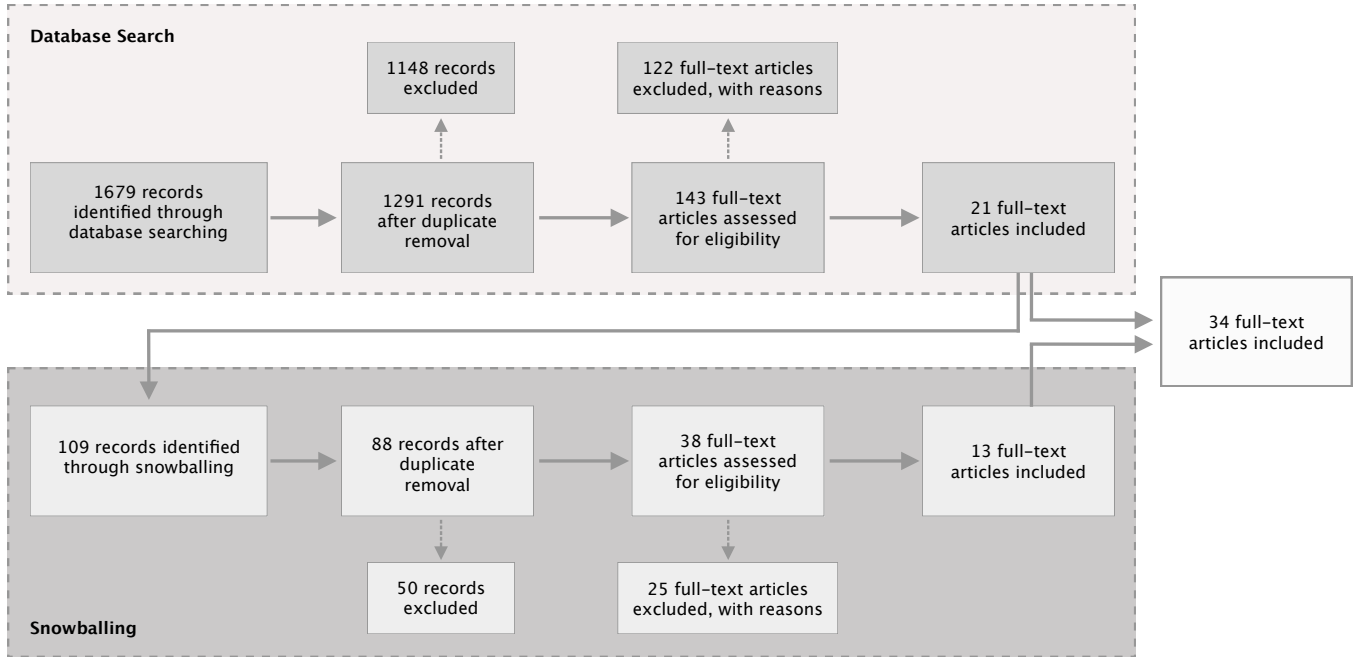 Database Search
1148 records
excluded
122 full-text articles
excluded, with reasons
1679 records
identified through
database searching
1291 records
after duplicate
removal
143 full-text
articles assessed
for eligibility
21 full-text
articles included
34 full-text
articles included
109 records identified
through snowballing
88 records after
duplicate
removal
38 full-text
articles assessed
for eligibility
13 full-text
articles included
50 records
excluded
25 full-text articles
excluded, with reasons
Snowballing